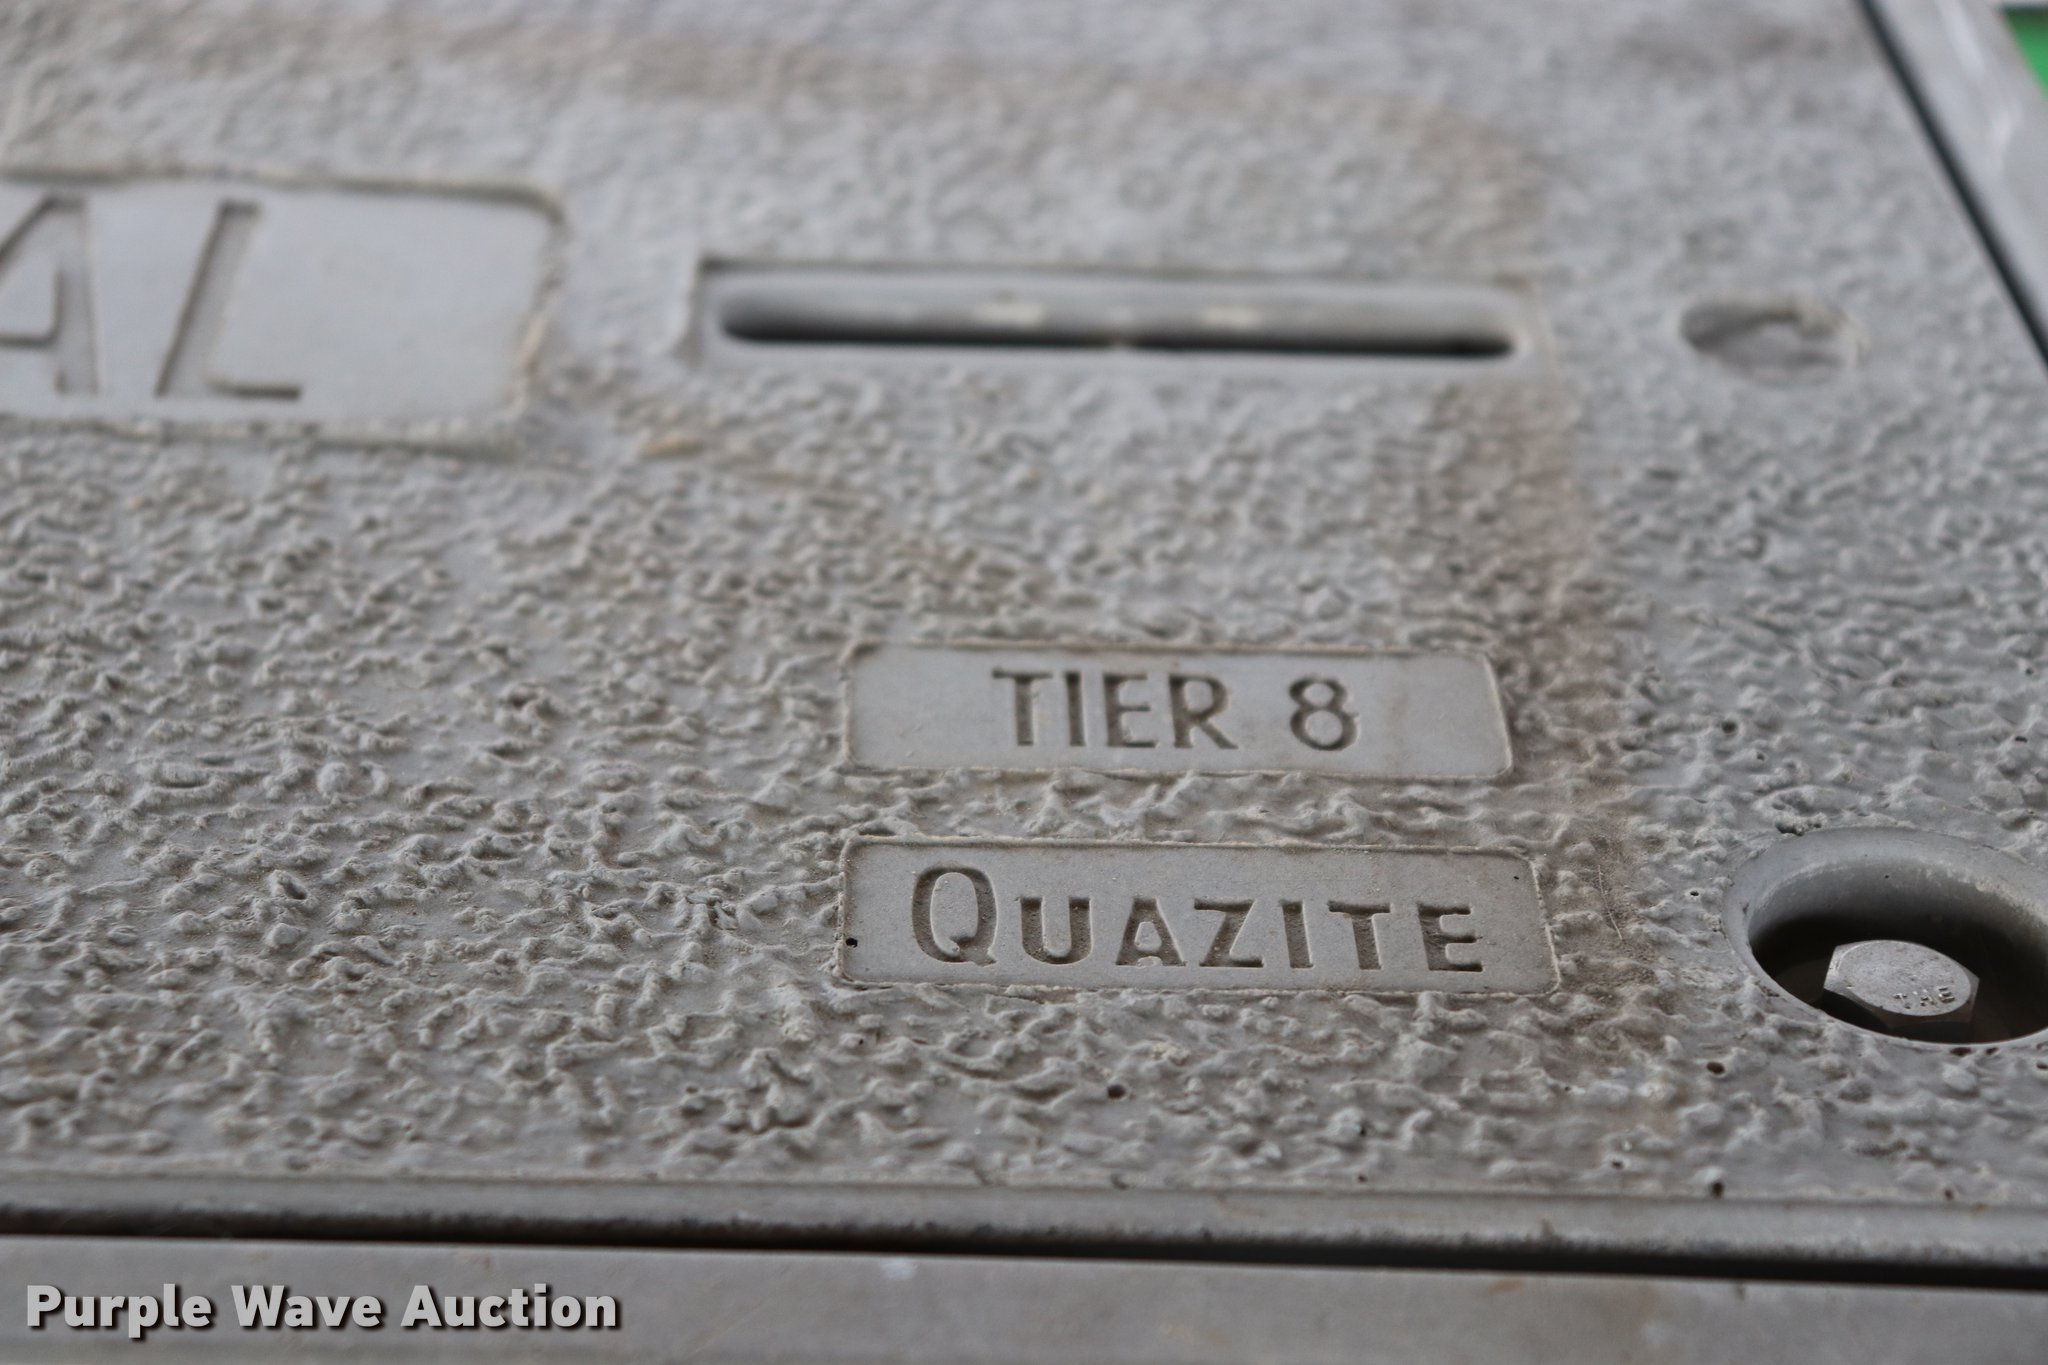 AL
TIER 8
QUAZITE
THE
Purple Wave Auction